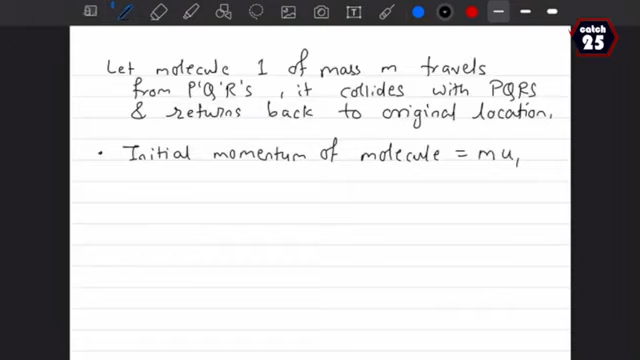 catch
25
Let molecule 1 of mass m travels
from P'Q'R's, it collides with PQRS
& returns back to original location.
• Initial momentum of molecule = mu₁